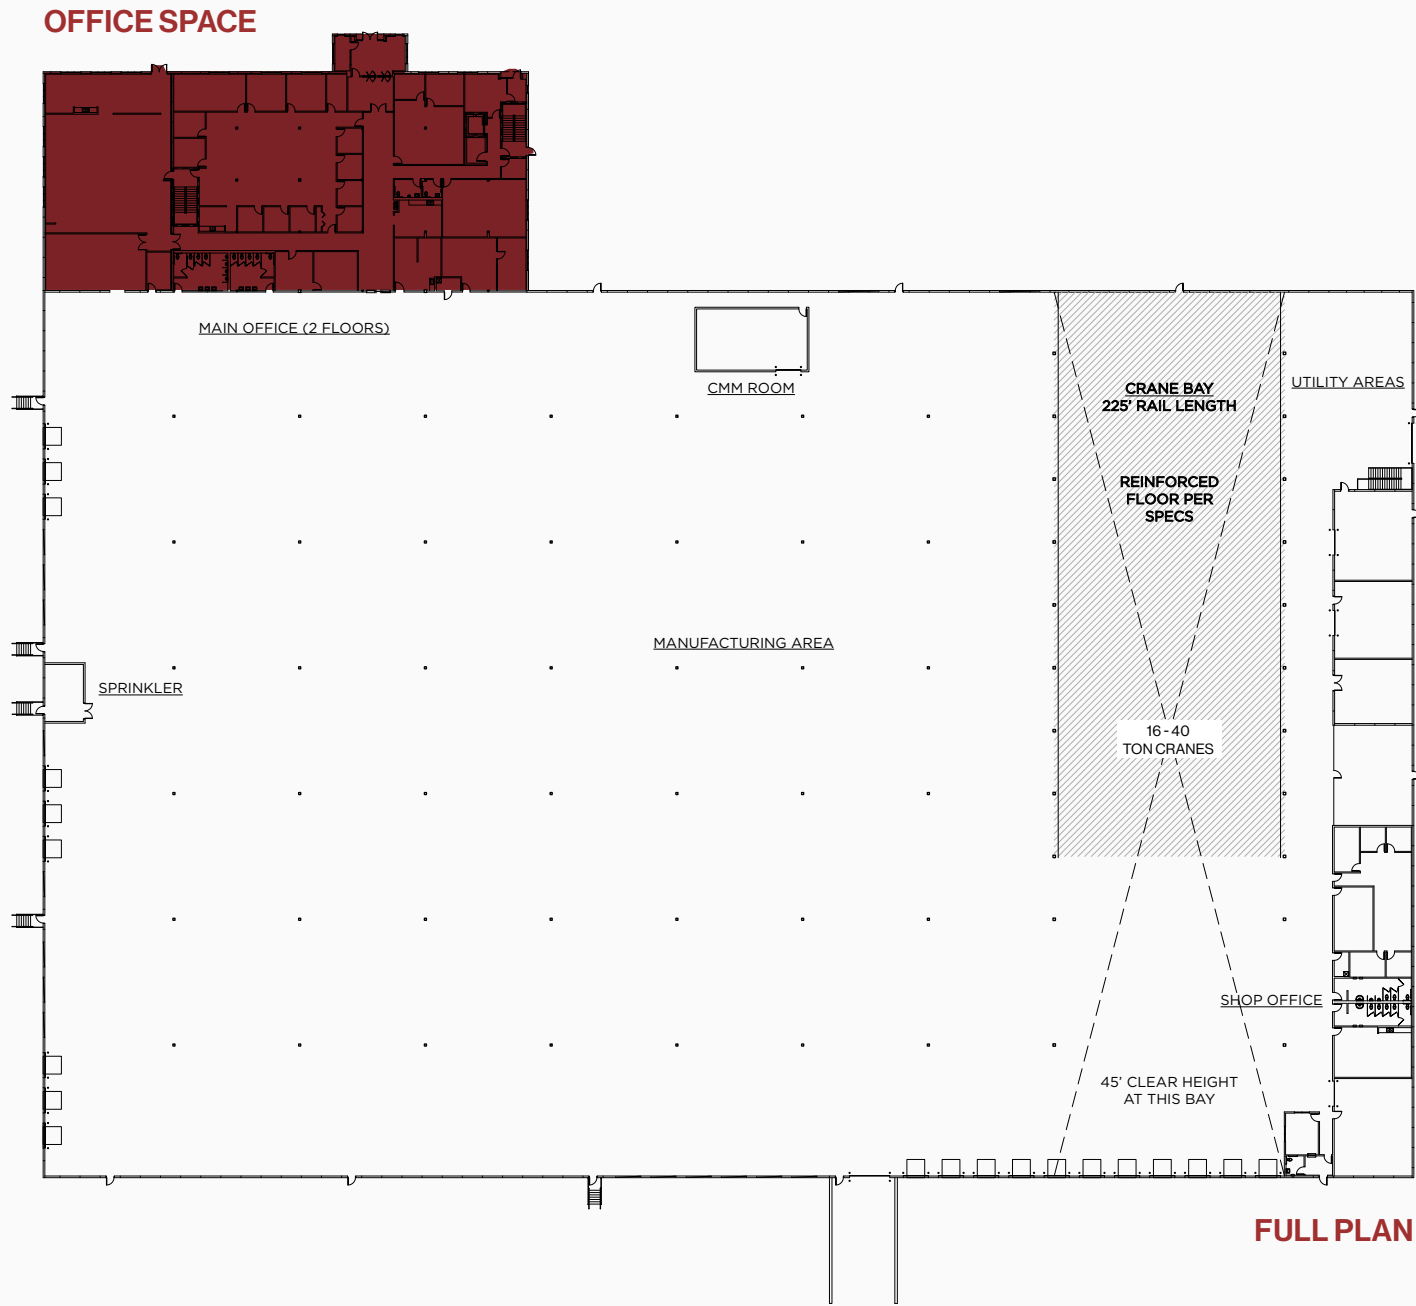 OFFICE SPACE
MAIN OFFICE (2 FLOORS)
CMM ROOM
CRANE BAY
225' RAIL LENGTH
UTILITY AREAS
REINFORCED
FLOOR PER
SPECS
MANUFACTURING AREA
SPRINKLER
16-40
TON CRANES
SHOP OFFICE
45' CLEAR HEIGHT
AT THIS BAY
FULL PLAN